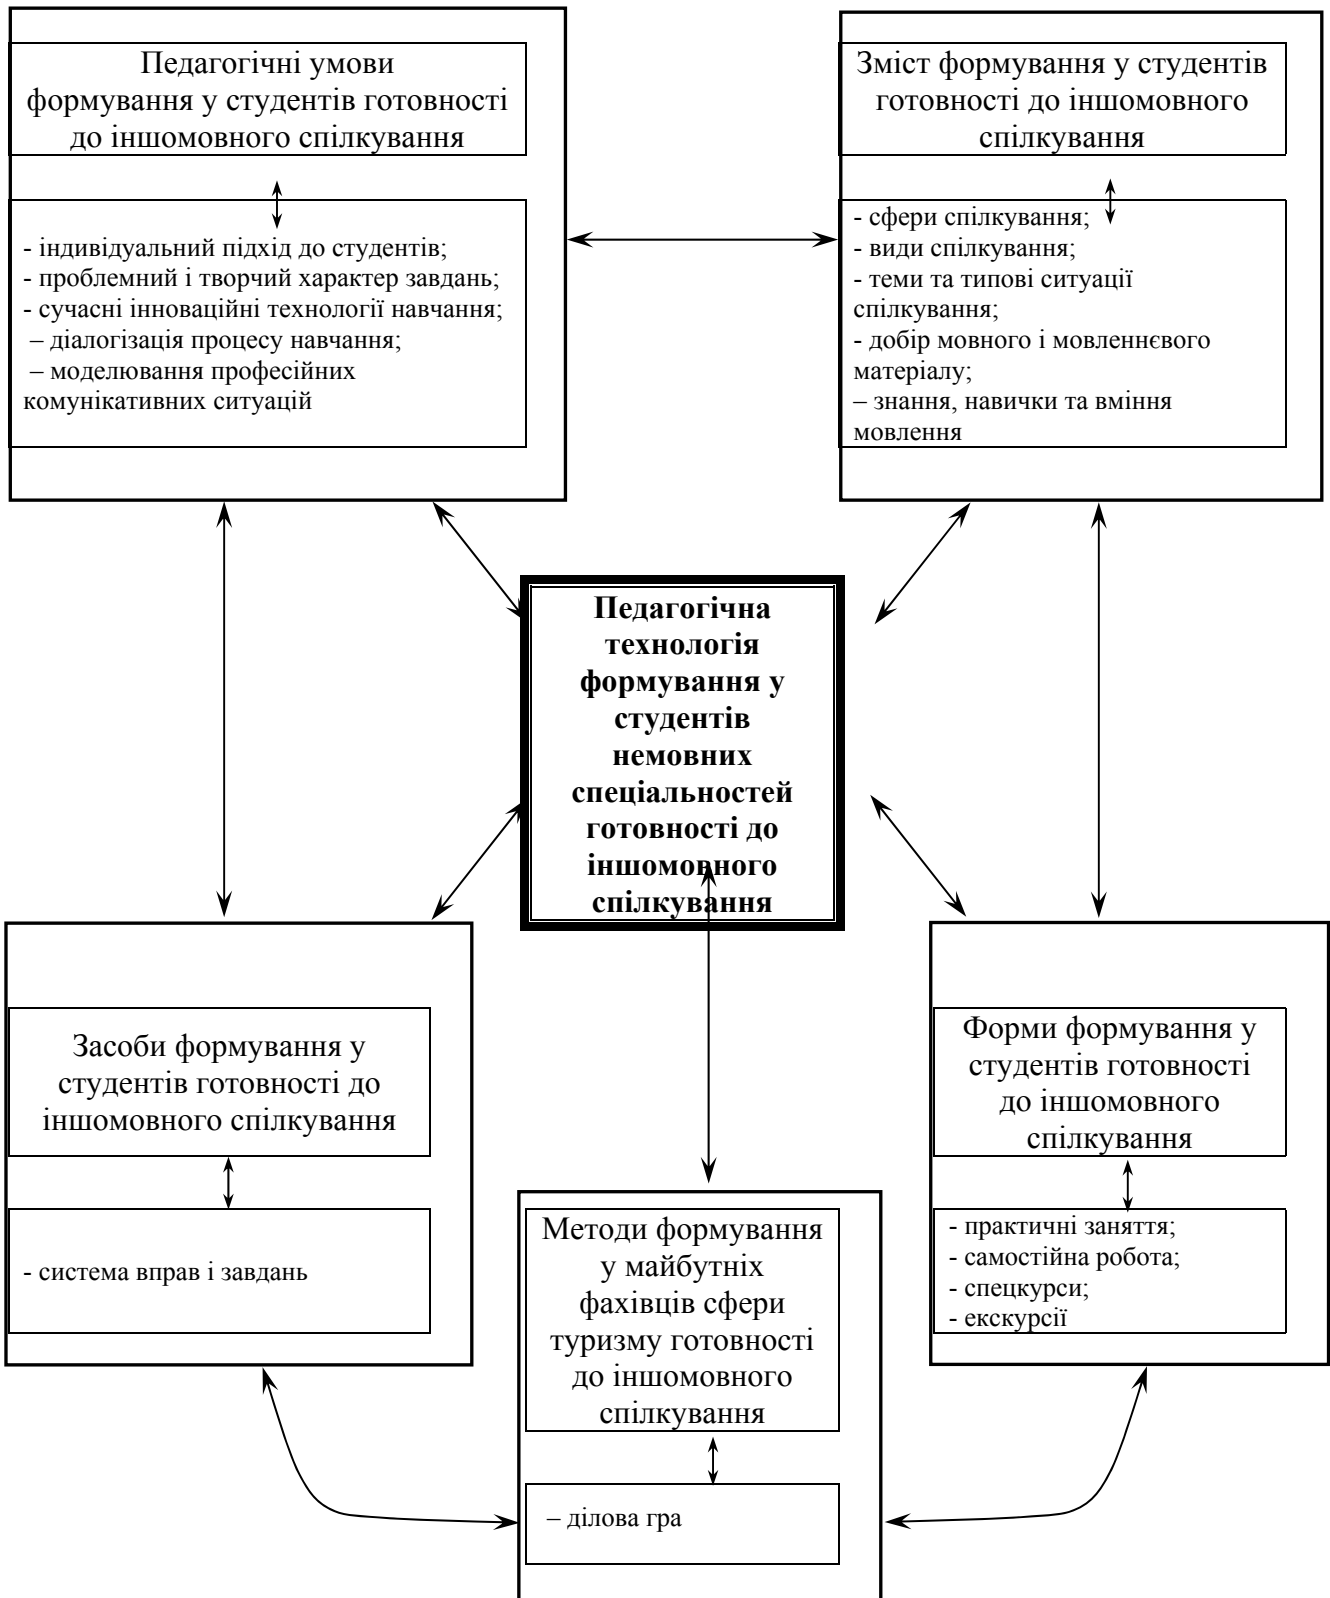 Педагогічні умови
формування у студентів готовності
до іншомовного спілкування
- індивідуальний підхід до студентів;
- проблемний і творчий характер завдань;
- сучасні інноваційні технології навчання;
– діалогізація процесу навчання;
– моделювання професійних
комунікативних ситуацій
Зміст формування у студентів
готовності до іншомовного
спілкування
- сфери спілкування;
- види спілкування;
- теми та типові ситуації
спілкування;
- добір мовного і мовленнєвого
матеріалу;
– знання, навички та вміння
мовлення
Педагогічна
технологія
формування у
студентів
немовних
спеціальностей
готовності до
іншомовного
спілкування
Засоби формування у
студентів готовності до
іншомовного спілкування
- система вправ і завдань
Форми формування у
студентів готовності
до іншомовного
спілкування
- практичні заняття;
- самостійна робота;
- спецкурси;
- екскурсії
Методи формування
у майбутніх
фахівців сфери
туризму готовності
до іншомовного
спілкування
– ділова гра